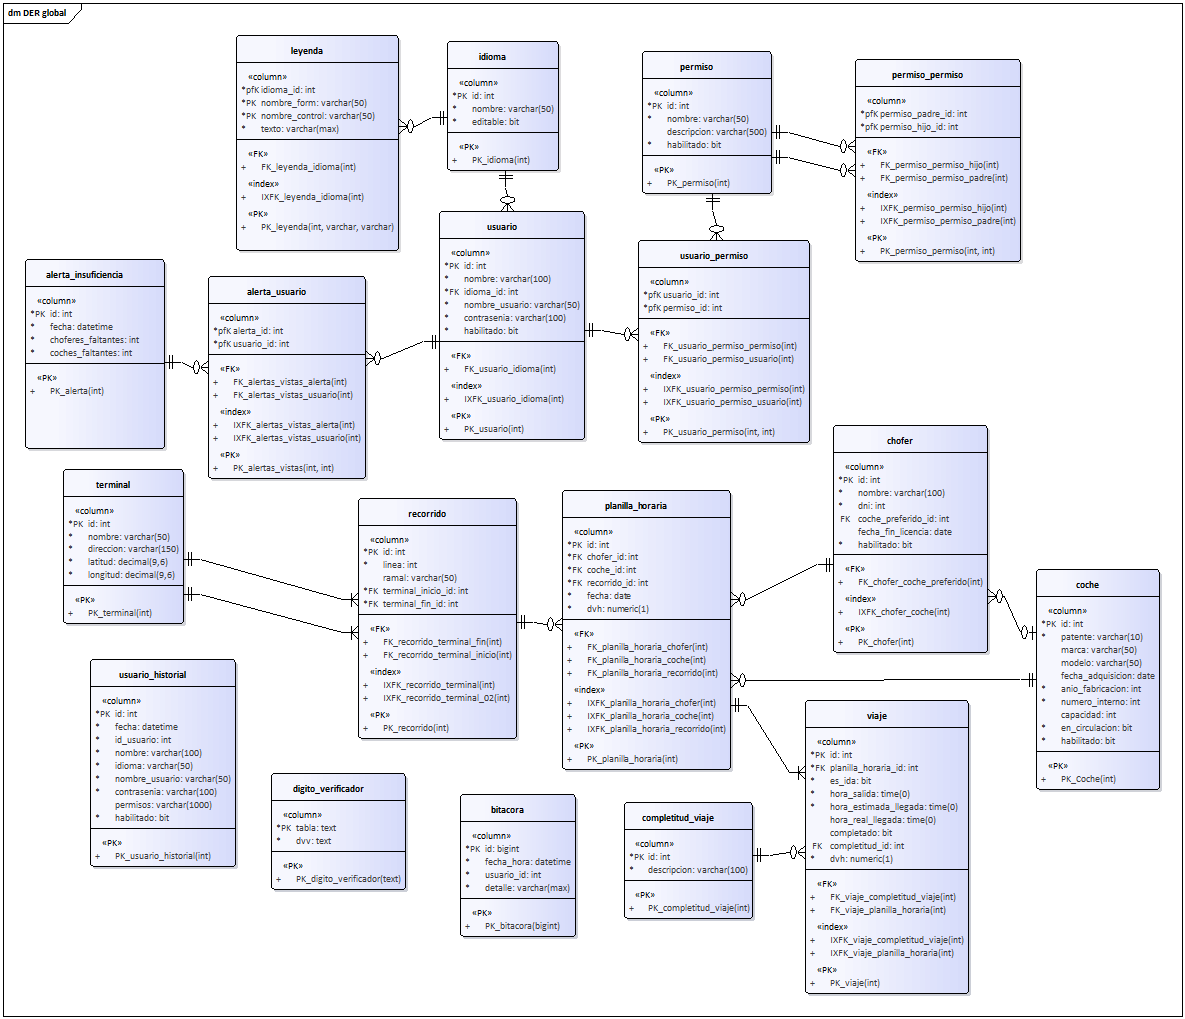 dm DER global
leyenda
«column»
*pfK idioma_id: int
*PK nombre_form: varchar(50)
*PK nombre_control: varchar(50)
* texto: varchar(max)
«FK»
+ FK_leyenda_idioma(int)
«index»
+ IXFK_leyenda_idioma(int)
«PK»
+ PK_leyenda(int, varchar, varchar)
idioma
«column»
*PK id: int
* nombre: varchar(50)
* editable: bit
«PK»
+ PK_idioma(int)
permiso
«column»
*PK id: int
* nombre: varchar(50)
descripcion: varchar(500)
* habilitado: bit
«PK»
+ PK_permiso(int)
permiso_permiso
«column»
*pfK permiso_padre_id: int
*pfK permiso_hijo_id: int
«FK»
+ FK_permiso_permiso_hijo(int)
+ FK_permiso_permiso_padre(int)
«index»
+ IXFK_permiso_permiso_hijo(int)
+ IXFK_permiso_permiso_padre(int)
«PK»
+ PK_permiso_permiso(int, int)
alerta_insuficiencia
«column»
*PK id: int
* fecha: datetime
* choferes_faltantes: int
* coches_faltantes: int
«PK»
+ PK_alerta(int)
alerta_usuario
«column»
*pfK alerta_id: int
*pfK usuario_id: int
«FK»
+ FK_alertas_vistas_alerta(int)
+ FK_alertas_vistas_usuario(int)
«index»
+ IXFK_alertas_vistas_alerta(int)
+ IXFK_alertas_vistas_usuario(int)
«PK»
+ PK_alertas_vistas(int, int)
usuario
«column»
*PK id: int
* nombre: varchar(100)
*FK idioma_id: int
* nombre_usuario: varchar(50)
* contrasenia: varchar(100)
* habilitado: bit
«FK»
+ FK_usuario_idioma(int)
«index»
+ IXFK_usuario_idioma(int)
«PK»
+ PK_usuario(int)
usuario_permiso
«column»
*pfK usuario_id: int
*pfK permiso_id: int
«FK»
+ FK_usuario_permiso_permiso(int)
+ FK_usuario_permiso_usuario(int)
«index»
+ IXFK_usuario_permiso_permiso(int)
+ IXFK_usuario_permiso_usuario(int)
«PK»
+ PK_usuario_permiso(int, int)
chofer
«column»
*PK id: int
* nombre: varchar(100)
* dni: int
FK coche_preferido_id: int
fecha_fin_licencia: date
* habilitado: bit
«FK»
+ FK_chofer_coche_preferido(int)
«index»
+ IXFK_chofer_coche(int)
«PK»
+ PK_chofer(int)
terminal
«column»
*PK id: int
* nombre: varchar(50)
* direccion: varchar(150)
* latitud: decimal(9,6)
* longitud: decimal(9,6)
«PK»
+ PK_terminal(int)
recorrido
«column»
*PK id: int
* linea: int
ramal: varchar(50)
*FK terminal_inicio_id: int
*FK terminal_fin_id: int
«FK»
+ FK_recorrido_terminal_fin(int)
+ FK_recorrido_terminal_inicio(int)
«index»
+ IXFK_recorrido_terminal(int)
+ IXFK_recorrido_terminal_02(int)
«PK»
+ PK_recorrido(int)
planilla_horaria
«column»
*PK id: int
*FK chofer_id: int
*FK coche_id: int
*FK recorrido_id: int
* fecha: date
* dvh: numeric(1)
«FK»
+ FK_planilla_horaria_chofer(int)
+ FK_planilla_horaria_coche(int)
+ FK_planilla_horaria_recorrido(int)
«index»
+ IXFK_planilla_horaria_chofer(int)
+ IXFK_planilla_horaria_coche(int)
+ IXFK_planilla_horaria_recorrido(int)
«PK»
+ PK_planilla_horaria(int)
coche
«column»
*PK id: int
* patente: varchar(10)
marca: varchar(50)
modelo: varchar(50)
fecha_adquisicion: date
* anio_fabricacion: int
* numero_interno: int
capacidad: int
* en_circulacion: bit
* habilitado: bit
«PK»
+ PK_Coche(int)
usuario_historial
«column»
*PK id: int
* fecha: datetime
* id_usuario: int
* nombre: varchar(100)
* idioma: varchar(50)
* nombre_usuario: varchar(50)
* contrasenia: varchar(100)
permisos: varchar(1000)
* habilitado: bit
«PK»
+ PK_usuario_historial(int)
digito_verificador
«column»
*PK tabla: text
* dvv: text
«PK»
+ PK_digito_verificador(text)
bitacora
«column»
*PK id: bigint
* fecha_hora: datetime
* usuario_id: int
* detalle: varchar(max)
«PK»
+ PK_bitacora(bigint)
completitud_viaje
«column»
*PK id: int
* descripcion: varchar(100)
«PK»
+ PK_completitud_viaje(int)
viaje
«column»
*PK id: int
*FK planilla_horaria_id: int
* es_ida: bit
* hora_salida: time(0)
* hora_estimada_llegada: time(0)
hora_real_llegada: time(0)
completado: bit
FK completitud_id: int
* dvh: numeric(1)
«FK»
+ FK_viaje_completitud_viaje(int)
+ FK_viaje_planilla_horaria(int)
«index»
+ IXFK_viaje_completitud_viaje(int)
+ IXFK_viaje_planilla_horaria(int)
«PK»
+ PK_viaje(int)